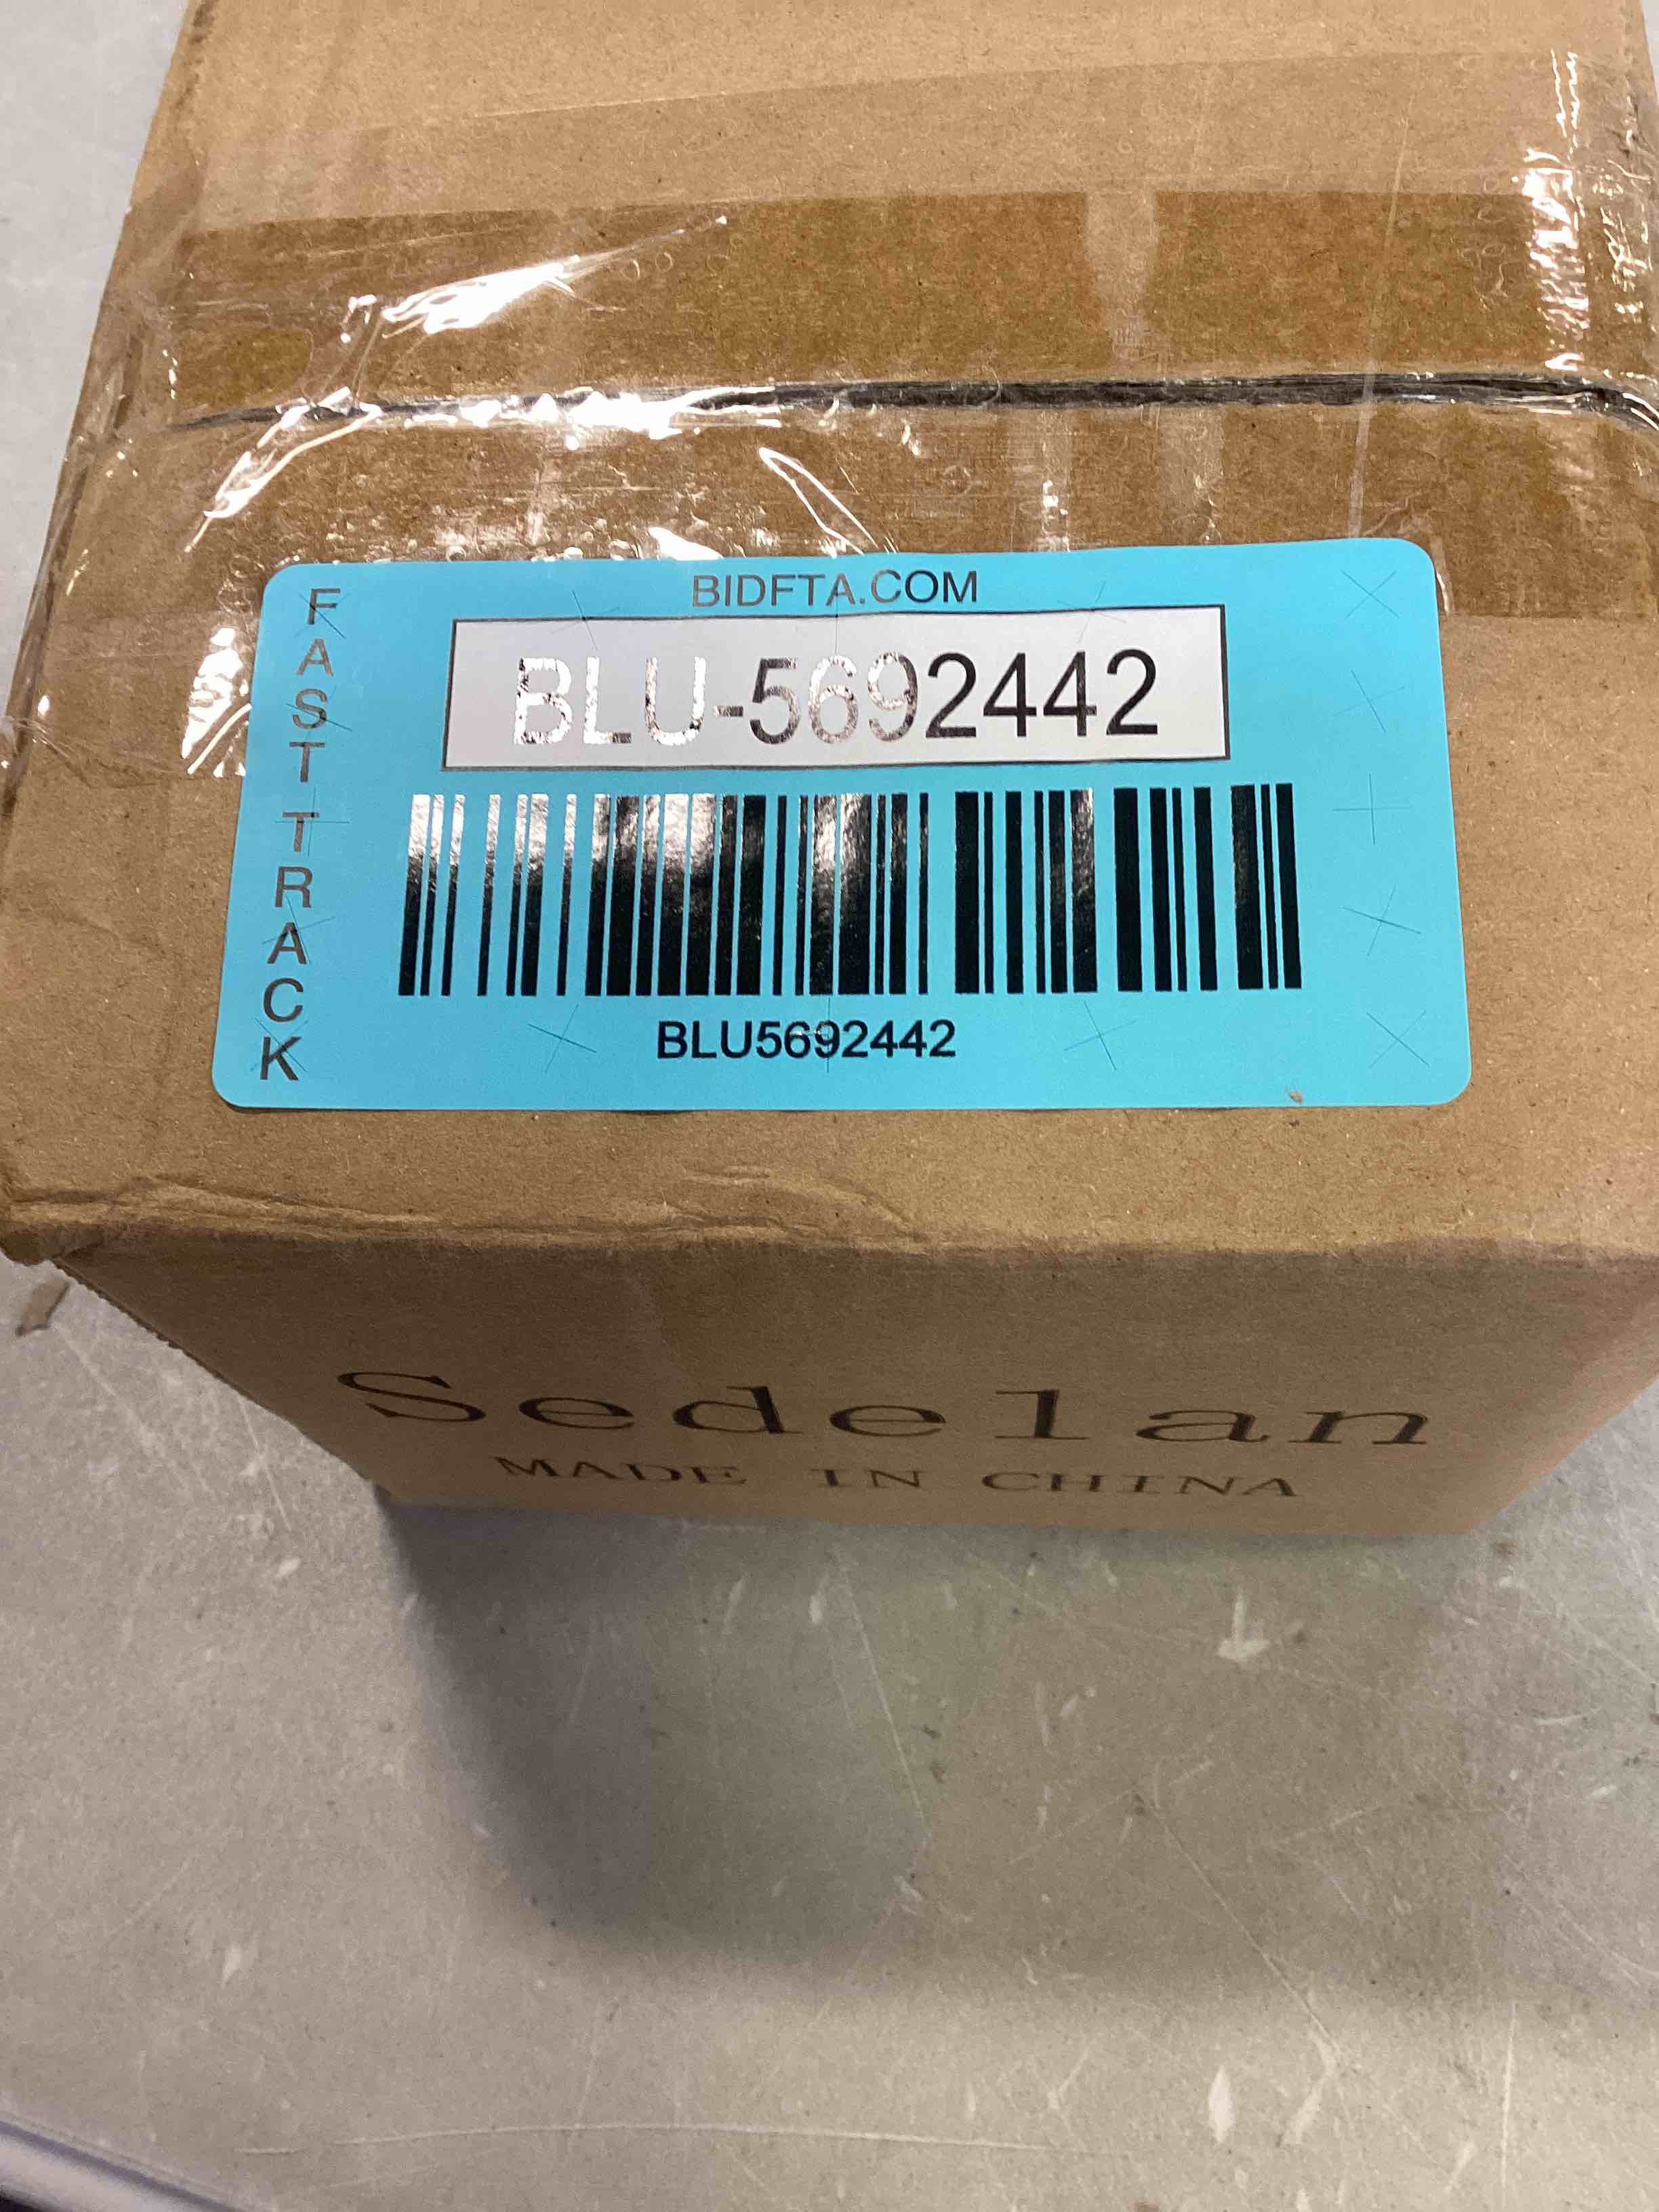 BIDFTA.COM
FAST TRACK
BLU-5692442
BLU5692442
Sedelan
MADE IN CHINA